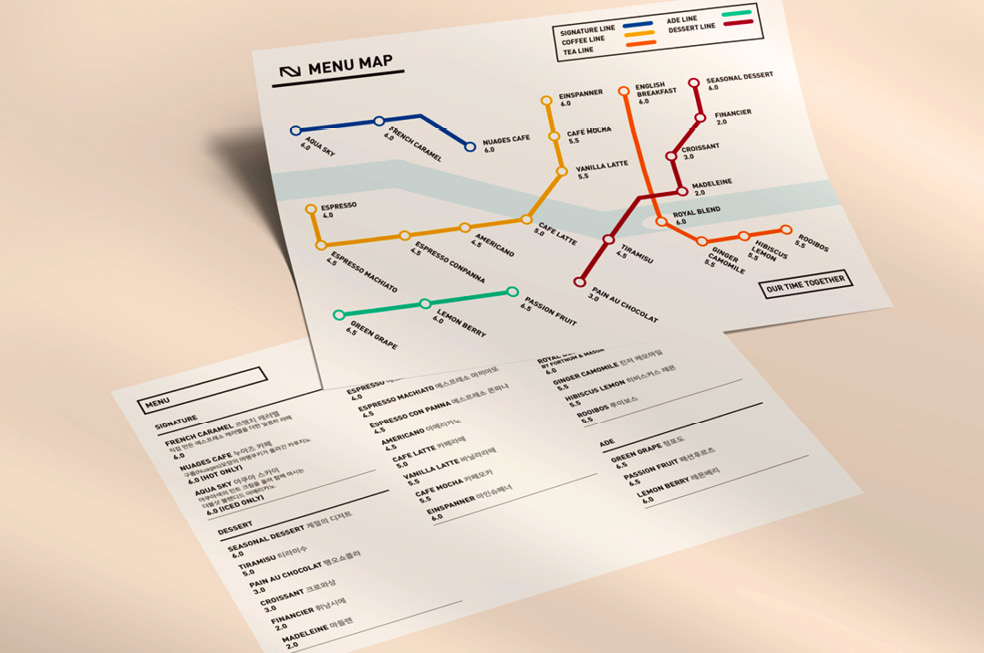 MENU MAP
SIGNATURE LINE
COFFEE LINE
TEA LINE
ADE LINE
DESSERT LINE
AQUA SKY
6.0
FRENCH CARAMEL
6.0
NUAGES CAFE
6.0
EINSPANNER
6.0
CAFE MOCHA
5.5
VANILLA LATTE
5.5
ENGLISH
BREAKFAST
6.0
SEASONAL DESSERT
6.0
FINANCIER
2.0
CROISSANT
3.0
MADELEINE
2.0
ESPRESSO
4.0
ESPRESSO MACHIATO
4.5
ESPRESSO CONPANNA
4.5
AMERICANO
4.5
CAFE LATTE
5.0
ROYAL BLEND
6.0
TIRAMISU
4.5
PAIN AU CHOCOLAT
3.0
GINGER
CAMOMILE
5.5
HIBISCUS
LEMON
5.5
ROOIBOS
5.5
GREEN GRAPE
6.5
LEMON BERRY
6.0
PASSION FRUIT
6.5
OUR TIME TOGETHER
MENU
SIGNATURE
FRENCH CARAMEL 프렌치 캐러멜
6.0
NUAGES CAFE 누아즈 카페
6.0 (HOT ONLY)
AQUA SKY 아쿠아 스카이
6.0 (ICED ONLY)
DESSERT
SEASONAL DESSERT 계절의 디저트
6.0
TIRAMISU 티라미수
5.0
PAIN AU CHOCOLAT 뺑오쇼콜라
3.0
CROISSANT 크로와상
3.0
FINANCIER 휘낭시에
2.0
MADELEINE 마들렌
2.0
ESPRESSO
4.0
ESPRESSO MACHIATO 에스프레소 마끼아또
4.5
ESPRESSO CON PANNA 에스프레소 콘파냐
4.5
AMERICANO 아메리카노
4.5
CAFE LATTE 카페라떼
5.0
VANILLA LATTE 바닐라라떼
5.5
CAFE MOCHA 카페모카
5.5
EINSPANNER 아인슈페너
6.0
ROYAL
BY FORTNUM & MASON
6.0
GINGER CAMOMILE 진저 캐모마일
5.5
HIBISCUS LEMON 히비스커스 레몬
5.5
ROOIBOS 루이보스
5.5
ADE
GREEN GRAPE 청포도
6.5
PASSION FRUIT 패션후르츠
6.5
LEMON BERRY 레몬베리
6.0